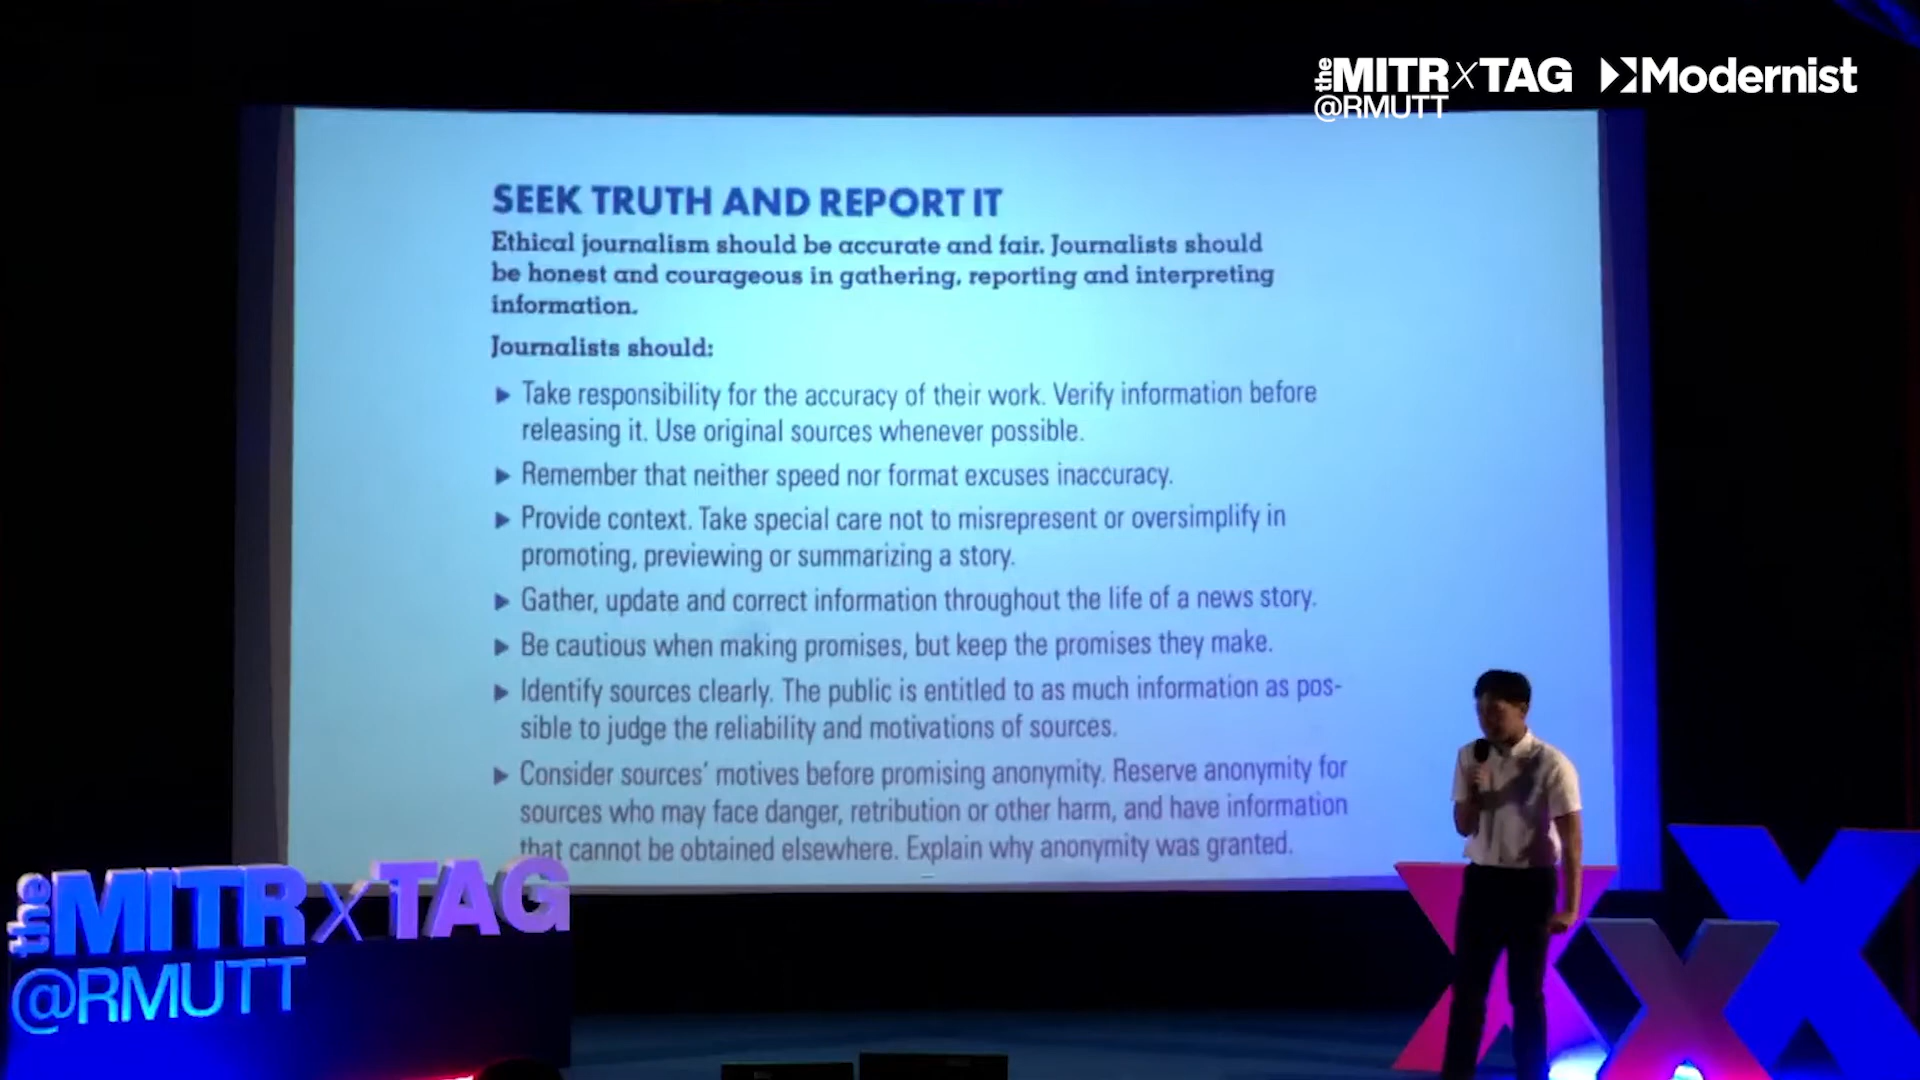 the MITR X TAG
@RMUTT
Modernist
SEEK TRUTH AND REPORT IT
Ethical journalism should be accurate and fair. Journalists should
be honest and courageous in gathering, reporting and interpreting
information.
Journalists should:
▶ Take responsibility for the accuracy of their work. Verify information before
releasing it. Use original sources whenever possible.
▶ Remember that neither speed nor format excuses inaccuracy.
▶ Provide context. Take special care not to misrepresent or oversimplify in
promoting, previewing or summarizing a story.
▶ Gather, update and correct information throughout the life of a news story.
▶ Be cautious when making promises, but keep the promises they make.
▶ Identify sources clearly. The public is entitled to as much information as pos-
sible to judge the reliability and motivations of sources.
▶ Consider sources’ motives before promising anonymity. Reserve anonymity for
sources who may face danger, retribution or other harm, and have information
that cannot be obtained elsewhere. Explain why anonymity was granted.
the MITR X TAG
@RMUTT